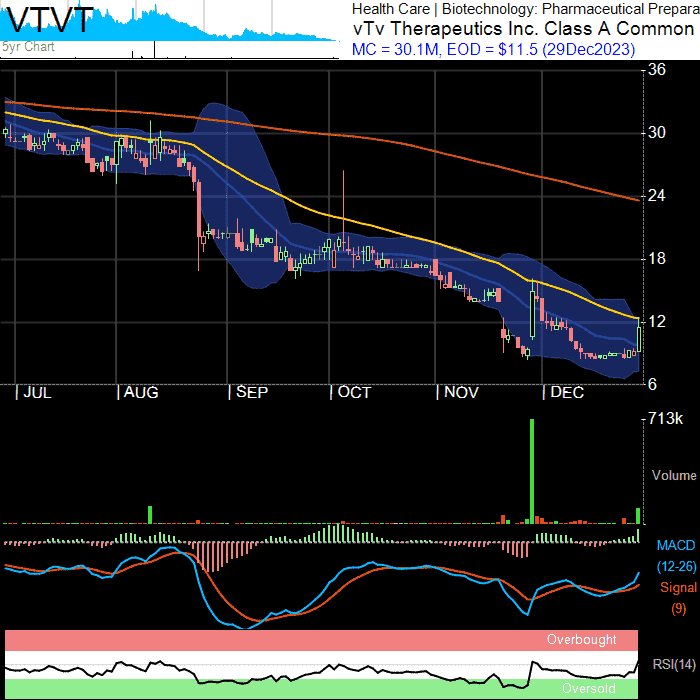 VTVT
5yr Chart
Health Care | Biotechnology: Pharmaceutical Prepara
vTv Therapeutics Inc. Class A Common
MC = 30.1M, EOD = $11.5 (29Dec2023)
36
30
24
18
12
6
| JUL
| AUG
| SEP
| OCT
| NOV
| DEC
713k
Volume
MACD
(12-26)
Signal
(9)
Overbought
RSI(14)
Oversold